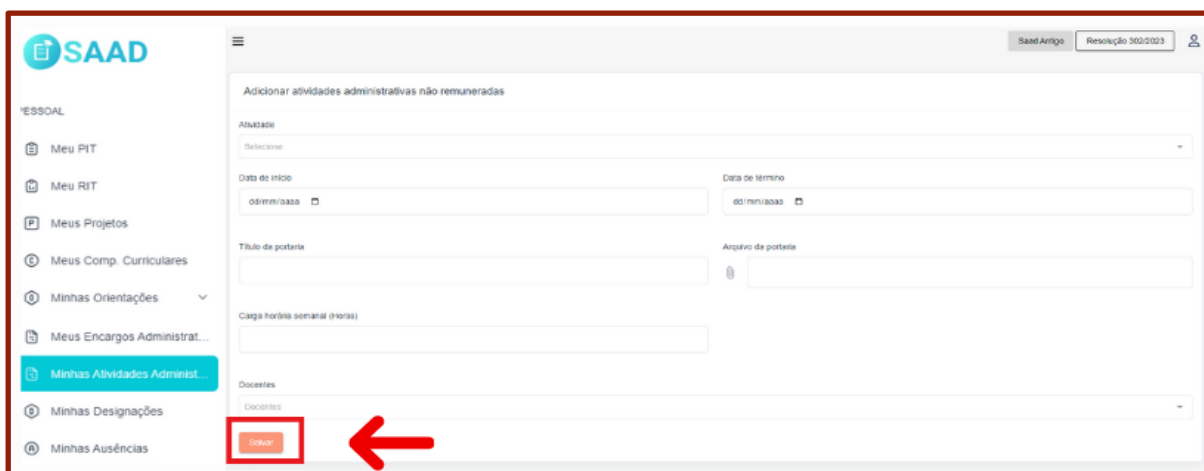 SAAD
Saad Antigo
Resolução 302/2023
PESSOAL
Meu PIT
Meu RIT
Meus Projetos
Meus Comp. Curriculares
Minhas Orientações
Meus Encargos Administrat...
Minhas Atividades Administ...
Minhas Designações
Minhas Ausências
Adicionar atividades administrativas não remuneradas
Atividade
Selecione
Data de início
dd/mm/aaaa
Data de término
dd/mm/aaaa
Título da portaria
Arquivo da portaria
Carga horária semanal (Horas)
Docentes
Docentes
Salvar